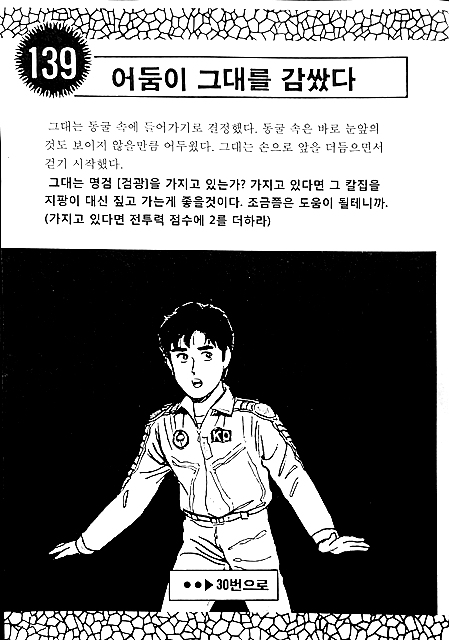 139
어둠이 그대를 감쌌다
그대는 동굴 속에 들어가기로 결정했다. 동굴 속은 바로 눈앞의
것도 보이지 않을만큼 어두웠다. 그대는 손으로 앞을 더듬으면서
걷기 시작했다.
그대는 명검 [검광]을 가지고 있는가? 가지고 있다면 그 칼집을
지팡이 대신 짚고 가는게 좋을것이다. 조금쯤은 도움이 될테니까.
(가지고 있다면 전투력 점수에 2를 더하라)
KD
••▶30번으로